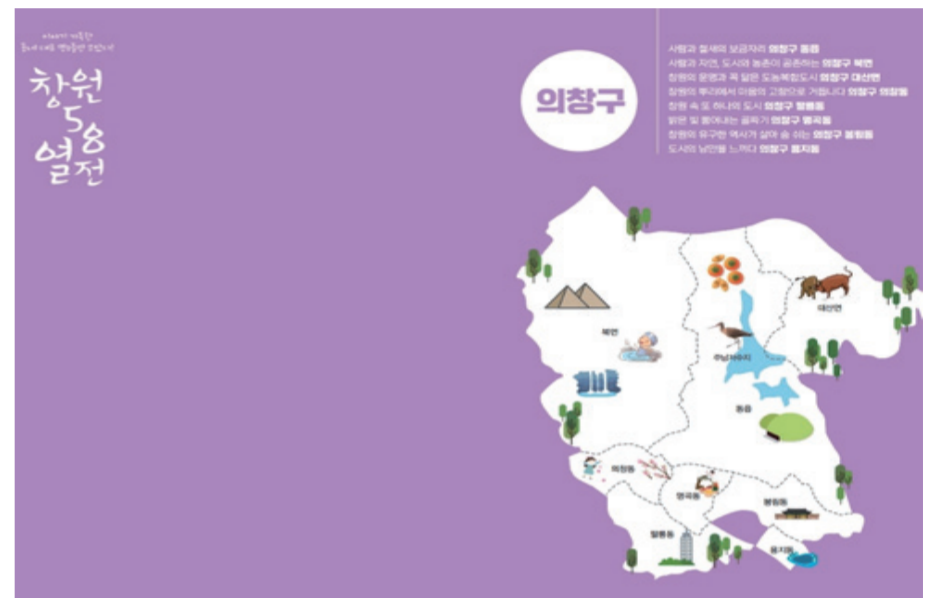 창원
58
열전
의창구
사람과 철새의 보금자리 의창구 동읍
사람과 자연, 도시와 농촌이 공존하는 의창구 북면
창원의 운명과 꼭 닮은 도농복합도시 의창구 대산면
창원의 뿌리에서 마음의 고향으로 거듭나다 의창구 의창동
창원 속 또 하나의 도시 의창구 팔룡동
맑은 빛 뿜어내는 골짜기 의창구 명곡동
창원의 유구한 역사가 살아 숨 쉬는 의창구 봉림동
도시의 낭만을 느끼다 의창구 용지동
대산면
북면
주남저수지
동읍
의창동
명곡동
봉림동
팔룡동
용지동